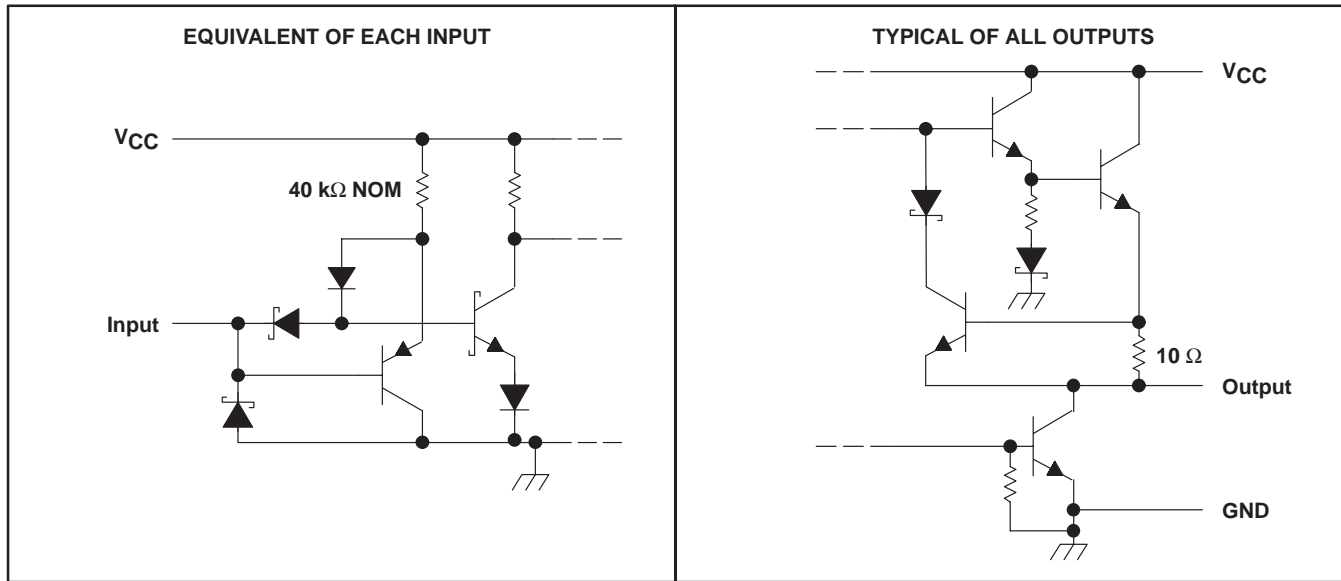 EQUIVALENT OF EACH INPUT
VCC
40 kΩ NOM
Input
TYPICAL OF ALL OUTPUTS
VCC
10 Ω
Output
GND